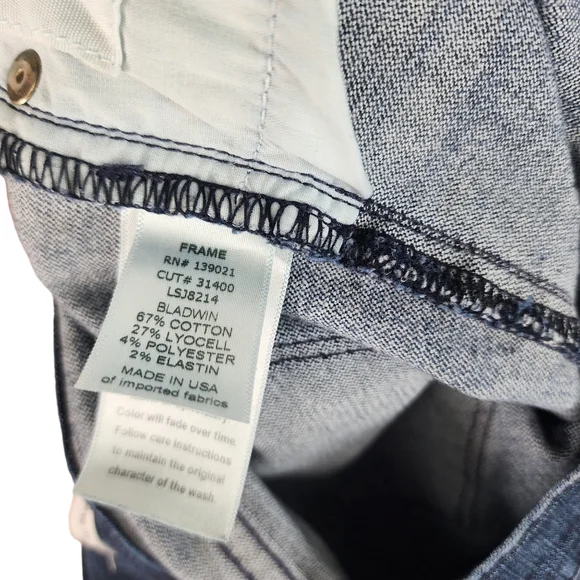 FRAME
RN# 139021
CUT# 31400
LSJ8214
BLADWIN
67% COTTON
27% LYOCELL
4% POLYESTER
2% ELASTIN
MADE IN USA
of imported fabrics
Color will fade over time.
Follow care instructions
to maintain the original
character of the wash.